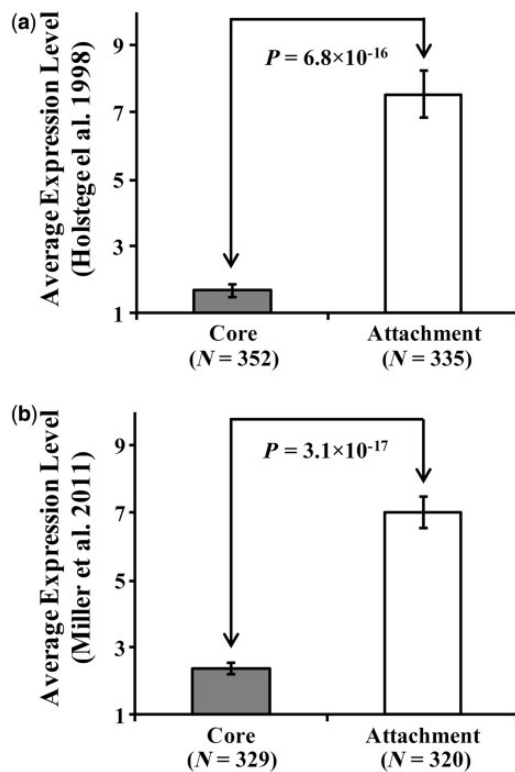 (a)
Average Expression Level
(Holstege el al. 1998)
9
7
5
3
1
P = 6.8×10-16
Core
(N = 352)
Attachment
(N = 335)
(b)
Average Expression Level
(Miller et al. 2011)
9
7
5
3
1
P = 3.1×10-17
Core
(N = 329)
Attachment
(N = 320)